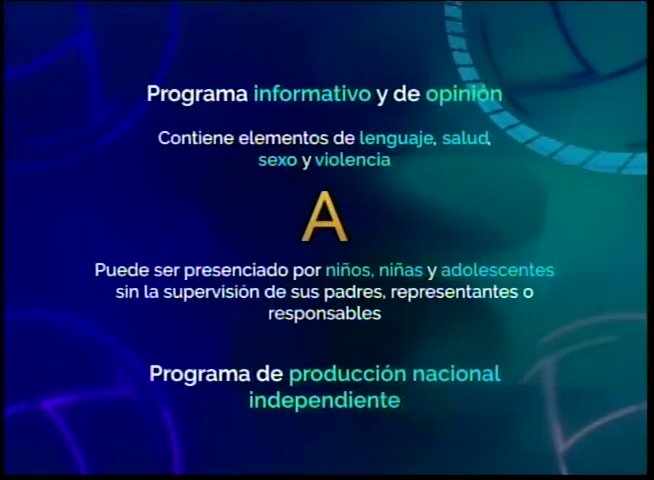 Programa informativo y de opinión
Contiene elementos de lenguaje, salud,
sexo y violencia
A
Puede ser presenciado por niños, niñas y adolescentes
sin la supervisión de sus padres, representantes o
responsables
Programa de producción nacional
independiente